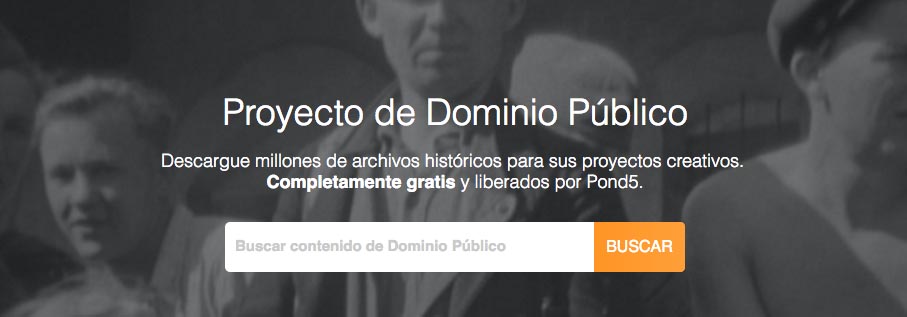 Proyecto de Dominio Público
Descargue millones de archivos históricos para sus proyectos creativos.
Completamente gratis y liberados por Pond5.
Buscar contenido de Dominio Público
BUSCAR